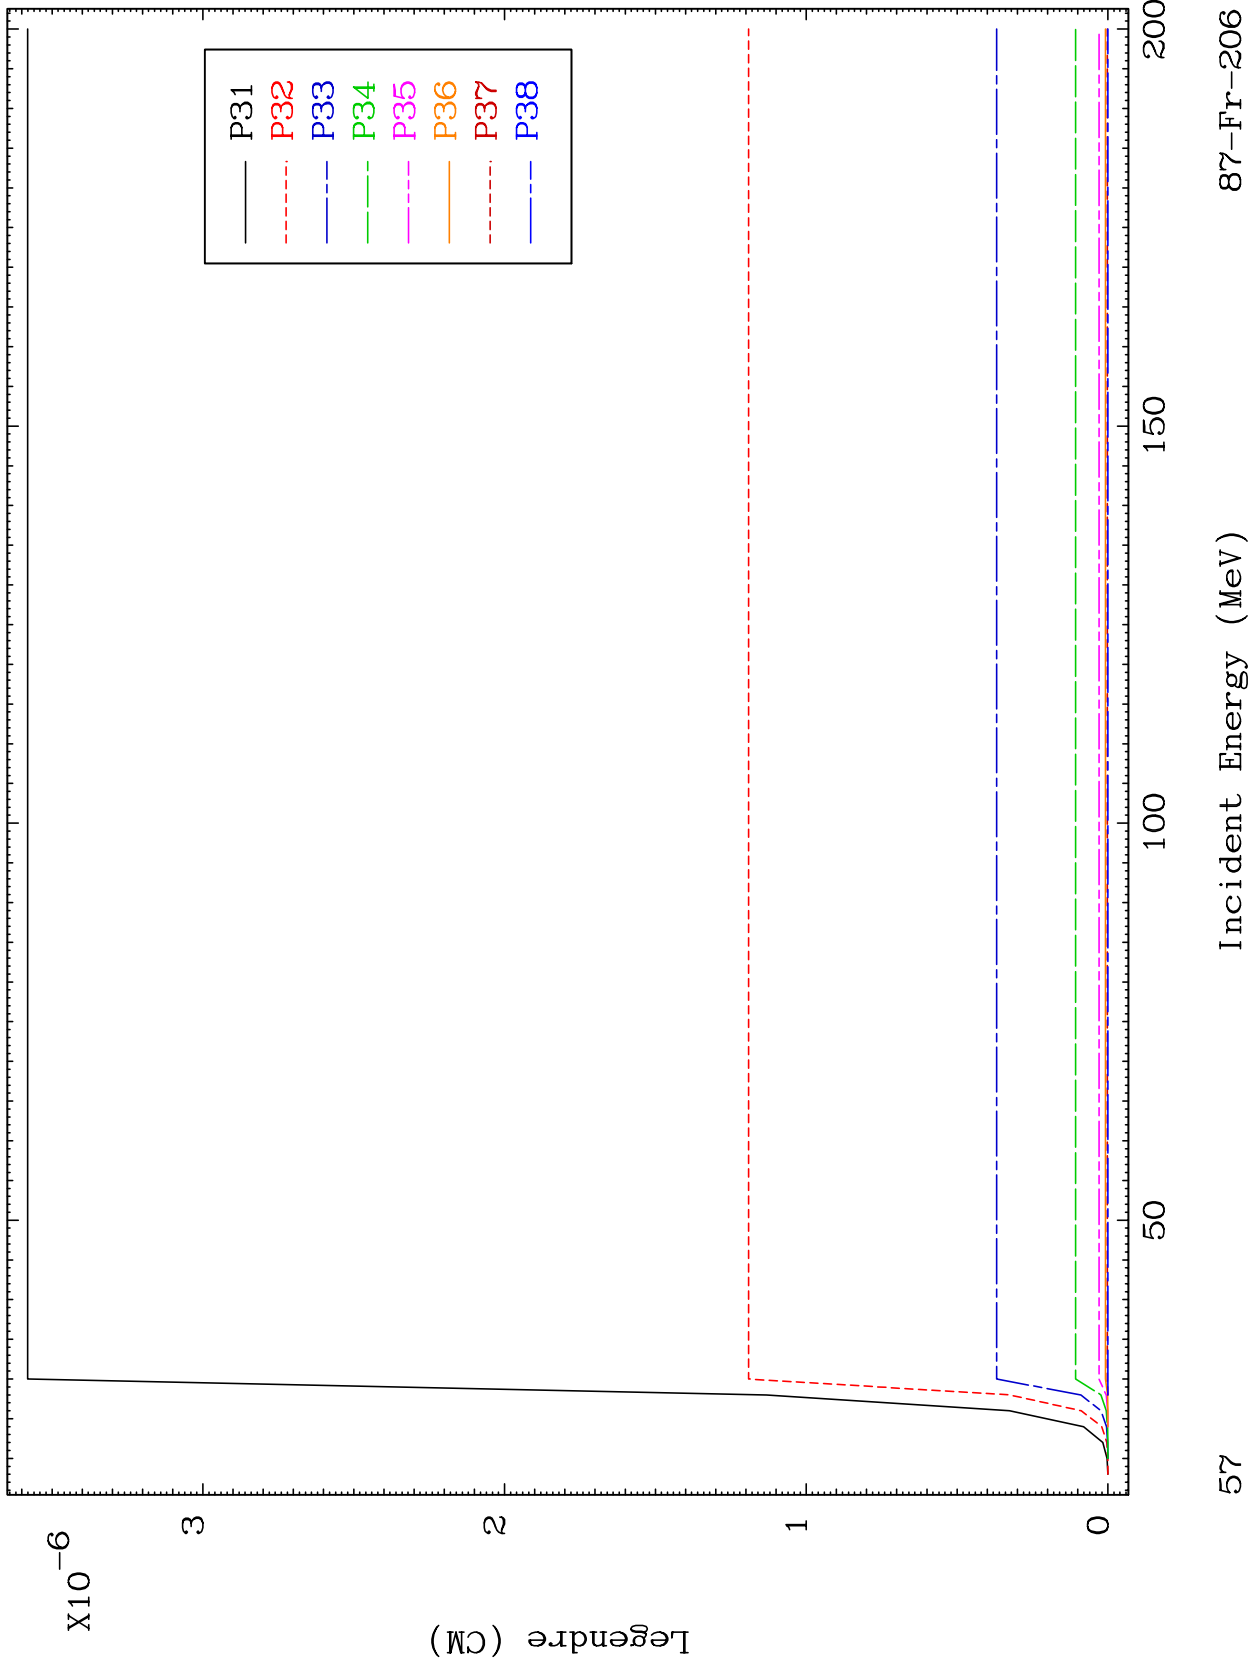 X10⁻⁶
Legendre (CM)
3
2
1
0
P31
P32
P33
P34
P35
P36
P37
P38
50
100
150
200
Incident Energy (MeV)
57
87-Fr-206